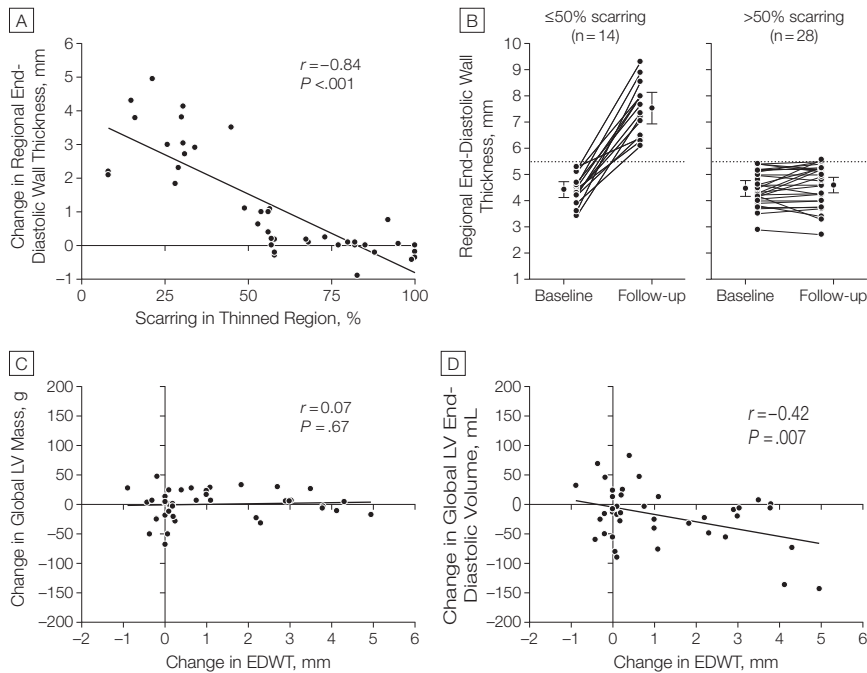 A
Change in Regional End-
Diastolic Wall Thickness, mm
6
5
4
3
2
1
0
−1
r=−0.84
P <.001
0
25
50
75
100
Scarring in Thinned Region, %
B
≤50% scarring
(n=14)
>50% scarring
(n=28)
Regional End-Diastolic Wall
Thickness, mm
10
9
8
7
6
5
4
3
2
1
Baseline
Follow-up
Baseline
Follow-up
C
Change in Global LV Mass, g
200
150
100
50
0
−50
−100
−150
−200
r=0.07
P =.67
−2
−1
0
1
2
3
4
5
6
Change in EDWT, mm
D
Change in Global LV End-
Diastolic Volume, mL
200
150
100
50
0
−50
−100
−150
−200
r=−0.42
P =.007
−2
−1
0
1
2
3
4
5
6
Change in EDWT, mm